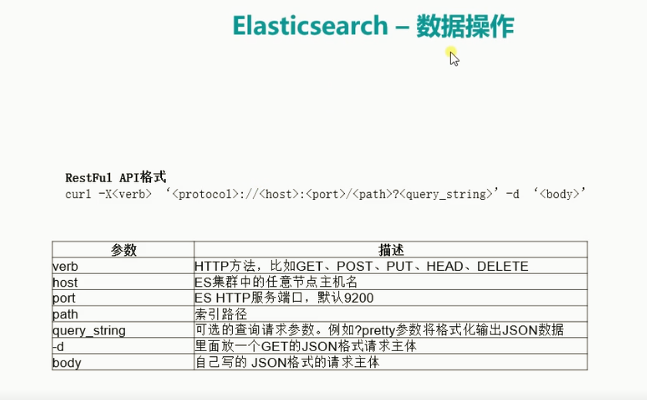 Elasticsearch – 数据操作
RestFul API格式
curl -X<verb> ‘<protocol>://<host>:<port>/<path>?<query_string>’ -d ‘<body>’
参数 描述
verb HTTP方法，比如GET、POST、PUT、HEAD、DELETE
host ES集群中的任意节点主机名
port ES HTTP服务端口，默认9200
path 索引路径
query_string 可选的查询请求参数。例如?pretty参数将格式化输出JSON数据
-d 里面放一个GET的JSON格式请求主体
body 自己写的 JSON格式的请求主体